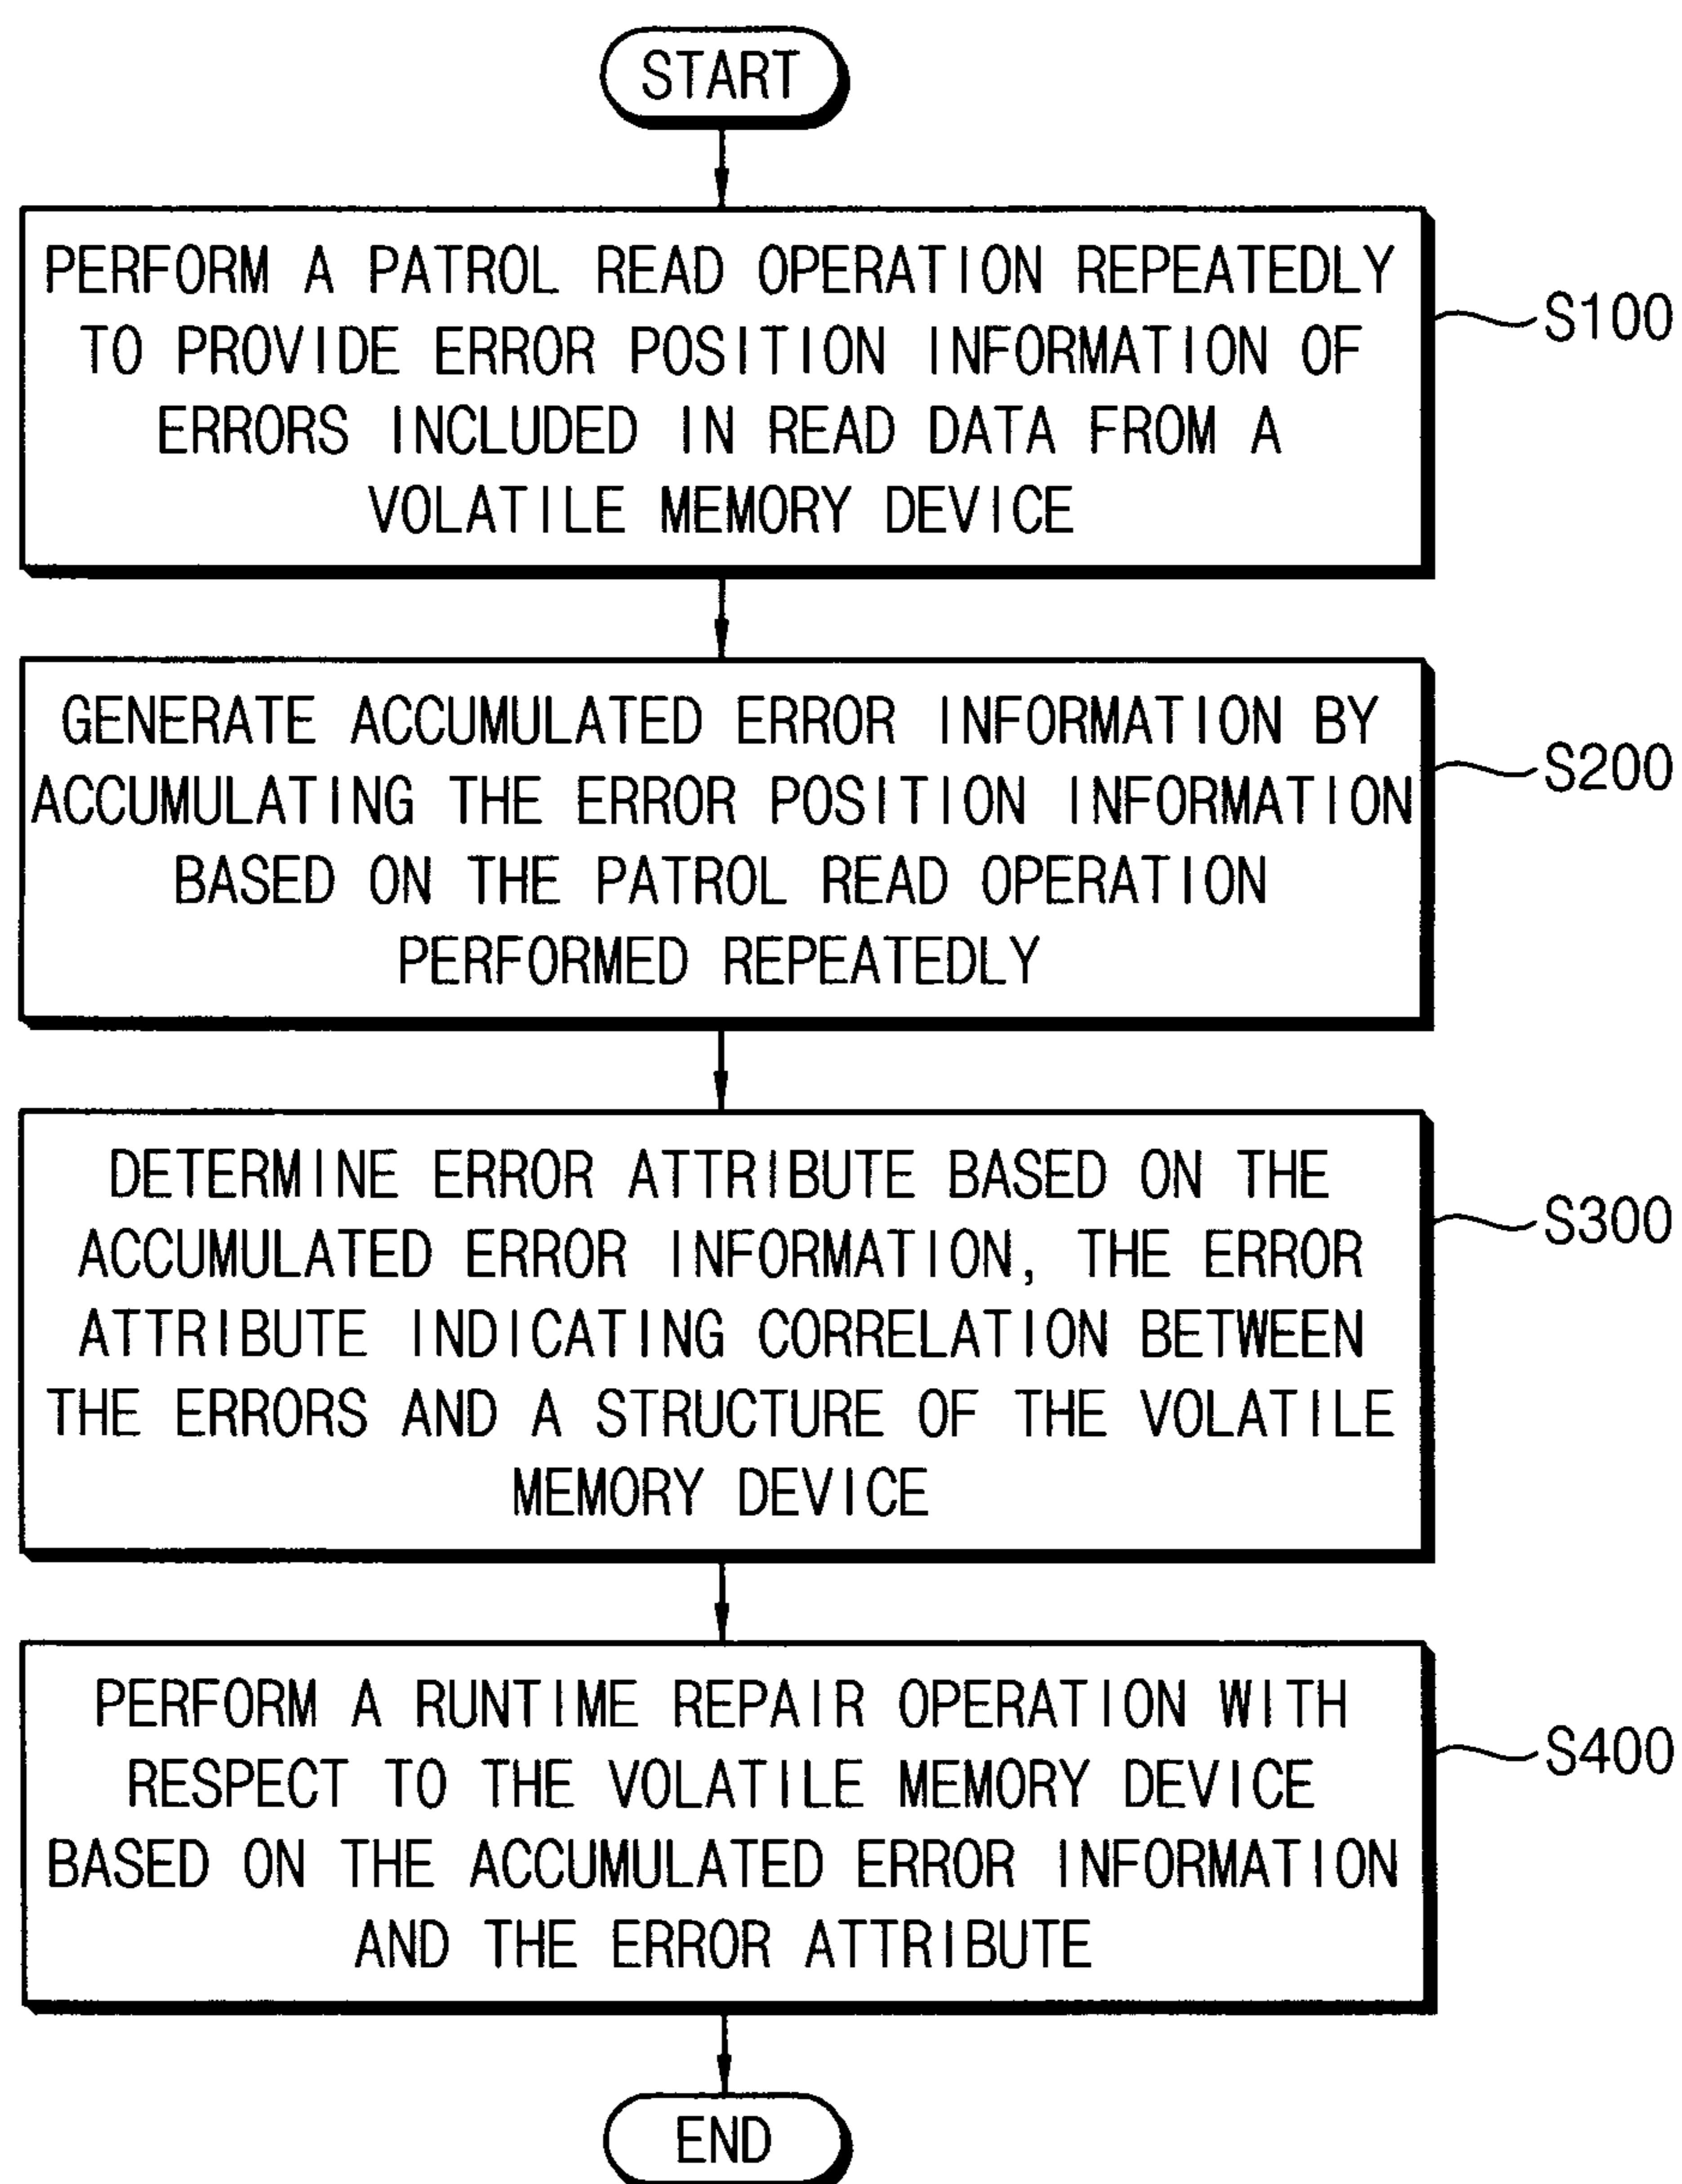 START
PERFORM A PATROL READ OPERATION REPEATEDLY
TO PROVIDE ERROR POSITION INFORMATION OF
ERRORS INCLUDED IN READ DATA FROM A
VOLATILE MEMORY DEVICE
S100
GENERATE ACCUMULATED ERROR INFORMATION BY
ACCUMULATING THE ERROR POSITION INFORMATION
BASED ON THE PATROL READ OPERATION
PERFORMED REPEATEDLY
S200
DETERMINE ERROR ATTRIBUTE BASED ON THE
ACCUMULATED ERROR INFORMATION, THE ERROR
ATTRIBUTE INDICATING CORRELATION BETWEEN
THE ERRORS AND A STRUCTURE OF THE VOLATILE
MEMORY DEVICE
S300
PERFORM A RUNTIME REPAIR OPERATION WITH
RESPECT TO THE VOLATILE MEMORY DEVICE
BASED ON THE ACCUMULATED ERROR INFORMATION
AND THE ERROR ATTRIBUTE
S400
END